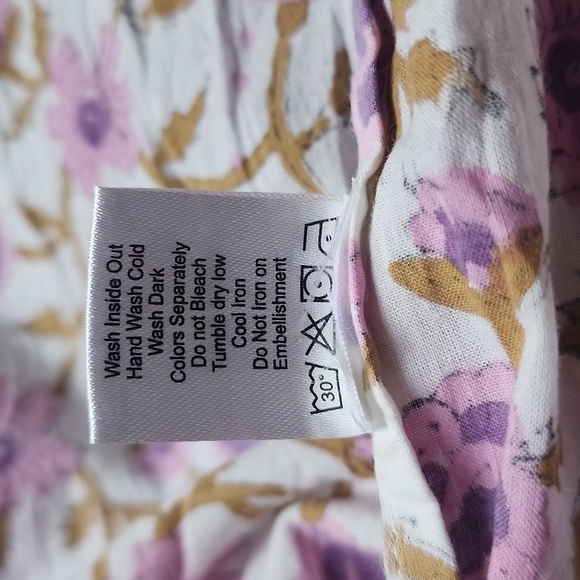 Wash Inside Out
Hand Wash Cold
Wash Dark
Colors Separately
Do not Bleach
Tumble dry low
Cool Iron
Do Not Iron on
Embellishment
30°